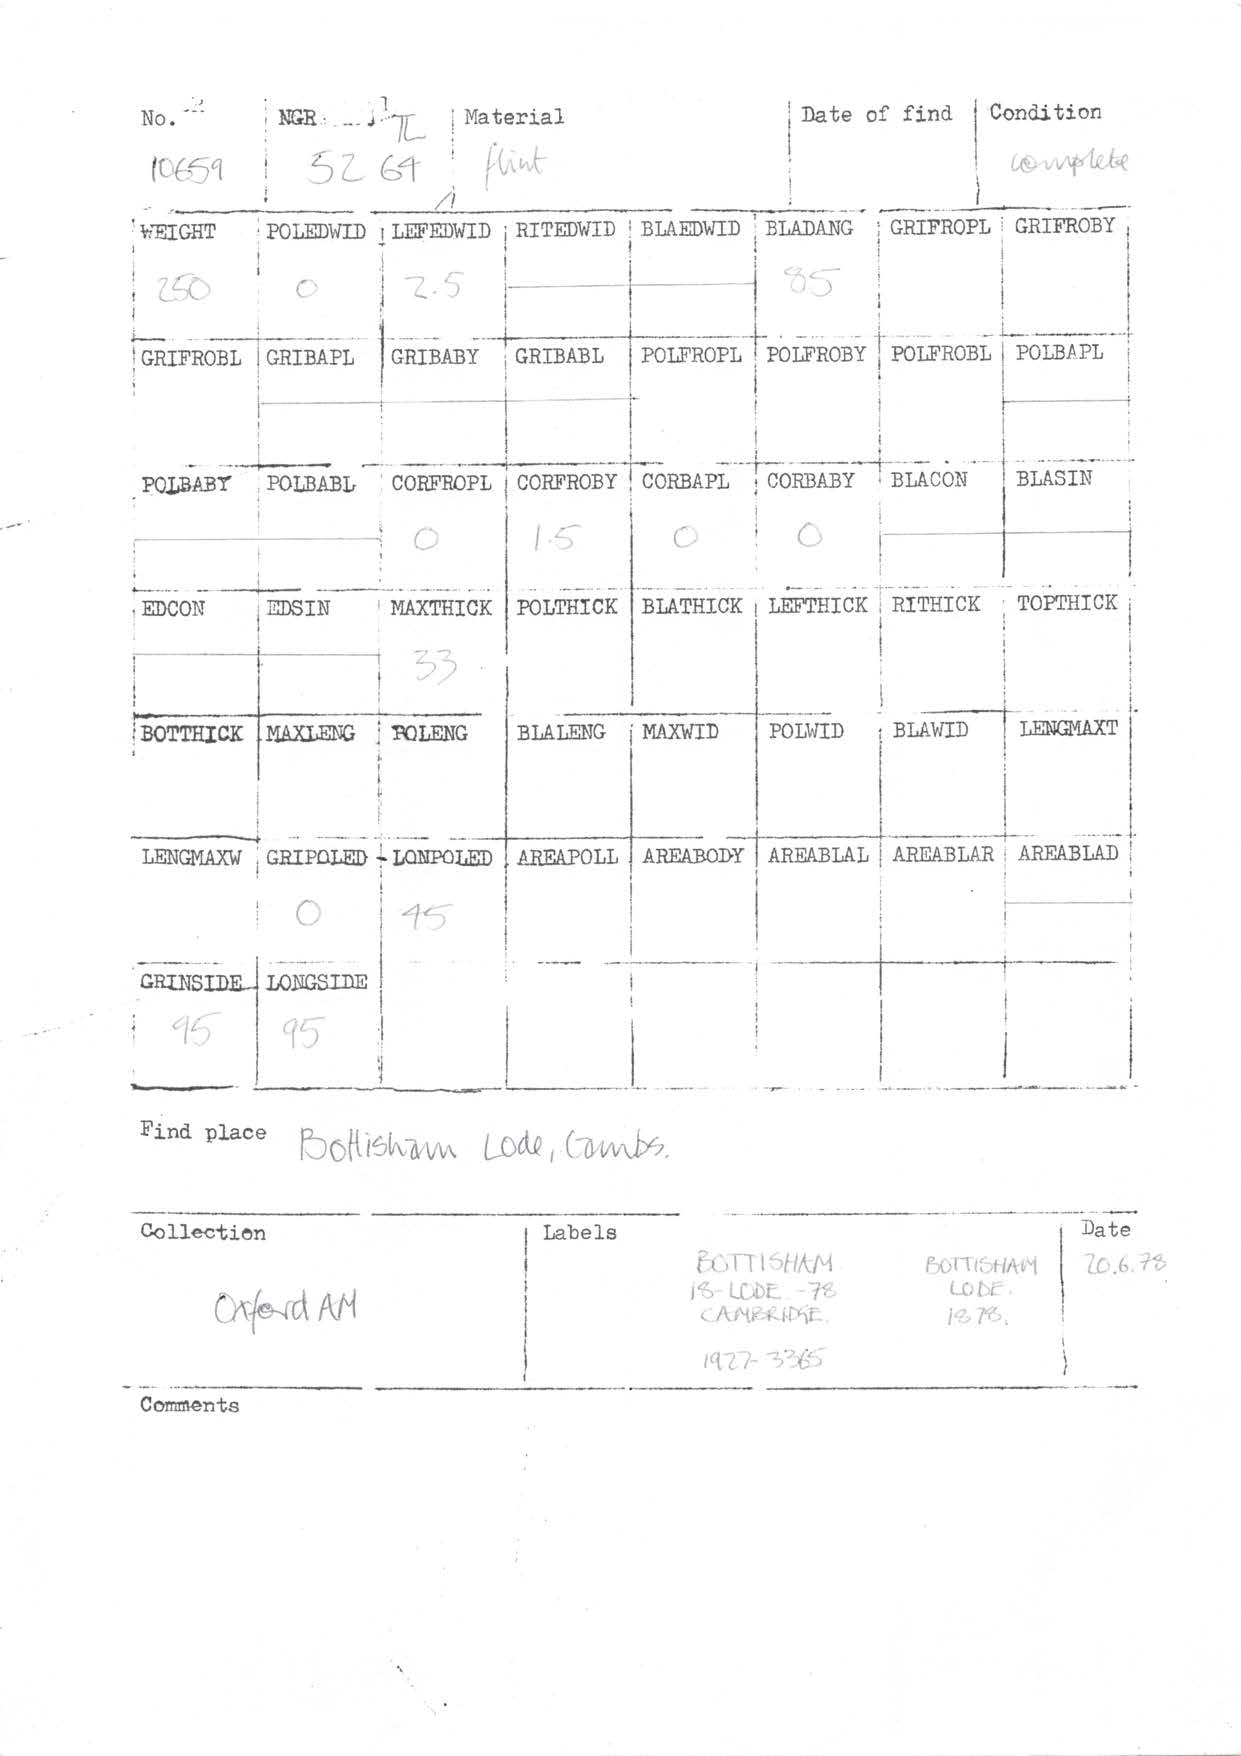 No. NGR TL Material Date of find Condition
10659 52 64 flint complete
WEIGHT POLEDWID LEFEDWID RITEDWID BLAEDWID BLADANG GRIFROPL GRIFROBY
250 0 2.5 85
GRIFROBL GRIBAPL GRIBABY GRIBABL POLFROPL POLFROBY POLFROBL POLBAPL
POLBABY POLBABL CORFROPL CORFROBY CORBAPL CORBABY BLACON BLASIN
0 1.5 0 0
EDCON EDSIN MAXTHICK POLTHICK BLATHICK LEFTHICK RITHICK TOPTHICK
33
BOTTHICK MAXLENG POLENG BLALENG MAXWID POLWID BLAWID LENGMAXT
LENGMAXW GRIPOLED LONPOLED AREAPOLL AREABODY AREABLAL AREABLAR AREABLAD
0 45
GRINSIDE LONGSIDE
95 95
Find place Bottisham Lode, Cambs.
Collection Labels Date
BOTTISHAM BOTTISHAM 20.6.78
18-LODE.-78 LODE.
Oxford AM CAMBRIDGE. 1878.
1927-3365
Comments